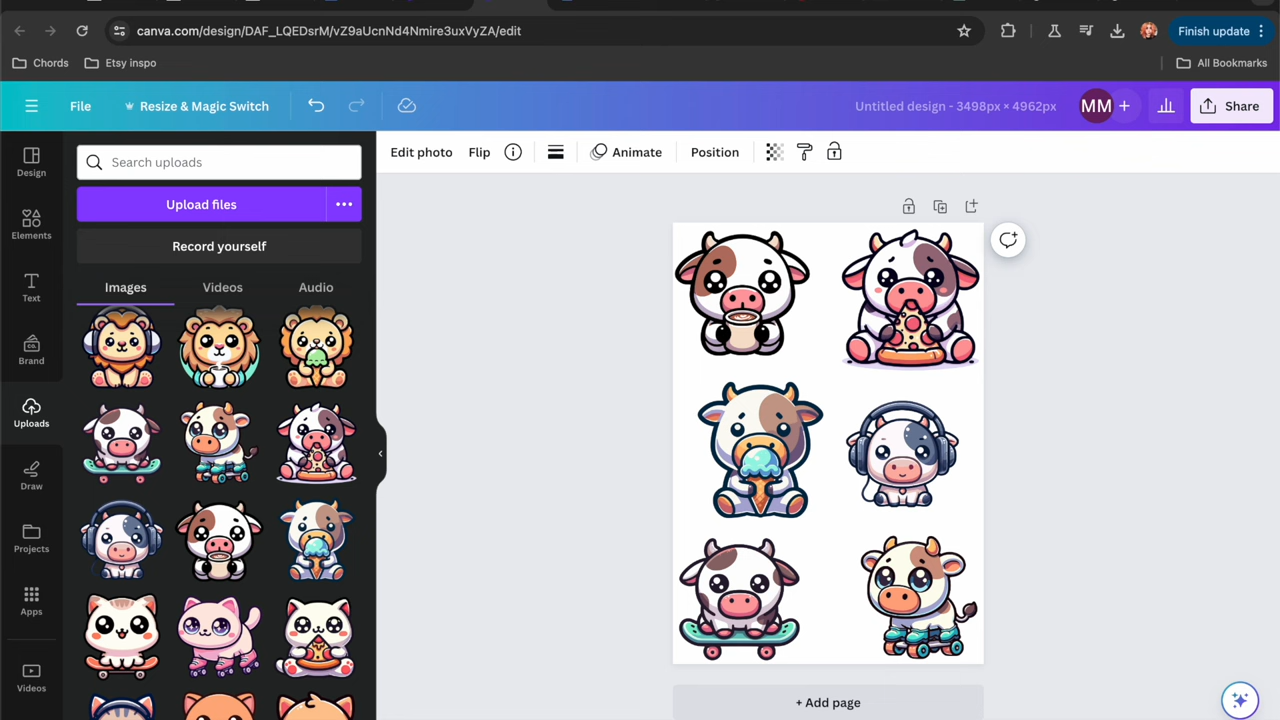 canva.com/design/DAF_LQEDsrM/vZ9aUcnNd4Nmire3uxVyZA/edit
Finish update
Chords
Etsy inspo
All Bookmarks
File
Resize & Magic Switch
Untitled design - 3498px × 4962px
MM
+
Share
Design
Elements
Text
Brand
Uploads
Draw
Projects
Apps
Videos
Search uploads
Upload files
Record yourself
Images
Videos
Audio
Edit photo
Flip
Animate
Position
+ Add page